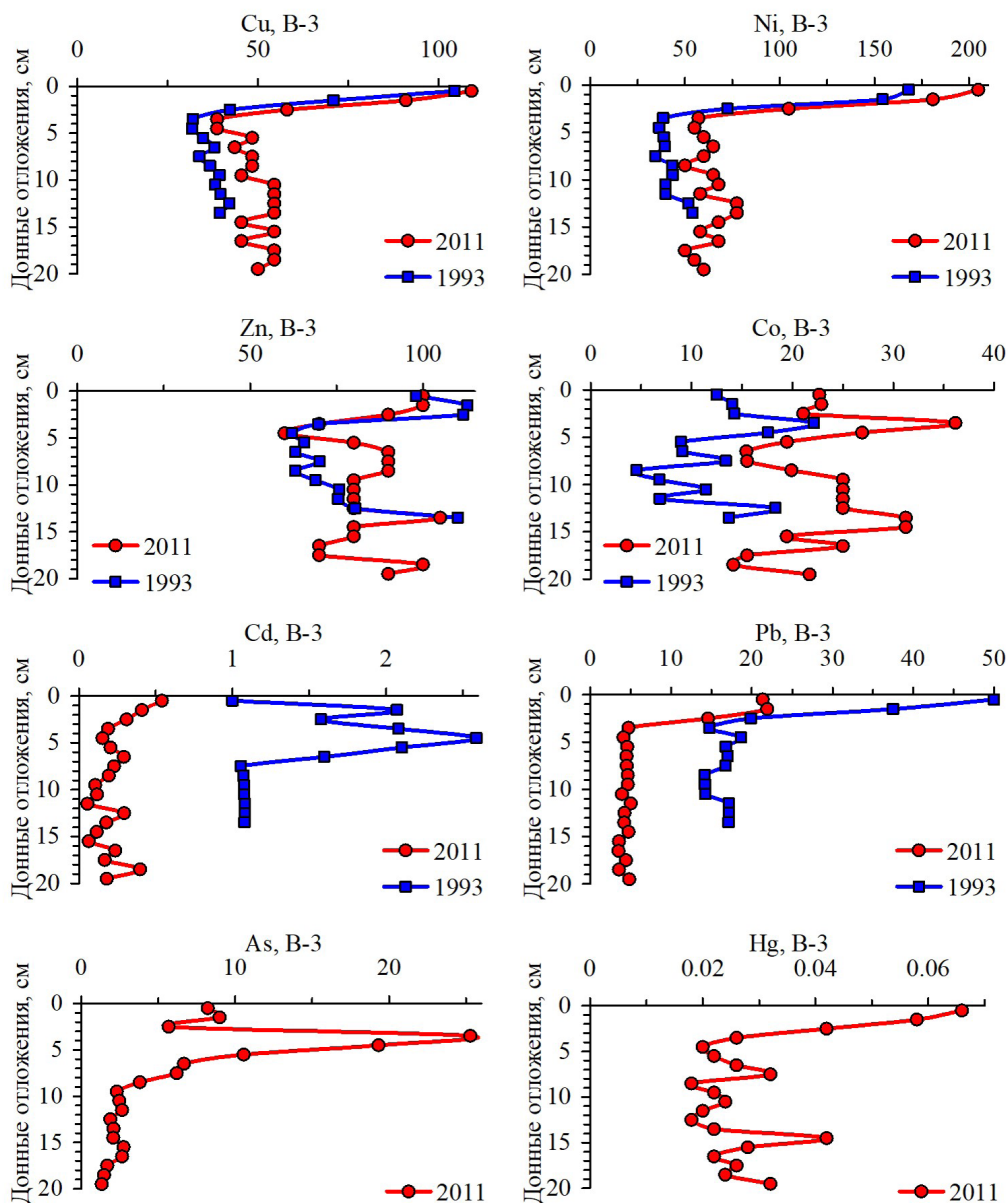 Cu, В-3
0 50 100
Донные отложения, см
0
5
10
15
20
2011
1993
Ni, В-3
0 50 100 150 200
Донные отложения, см
0
5
10
15
20
2011
1993
Zn, В-3
0 50 100
Донные отложения, см
0
5
10
15
20
2011
1993
Co, В-3
0 10 20 30 40
Донные отложения, см
0
5
10
15
20
2011
1993
Cd, В-3
0 1 2
Донные отложения, см
0
5
10
15
20
2011
1993
Pb, В-3
0 10 20 30 40 50
Донные отложения, см
0
5
10
15
20
2011
1993
As, В-3
0 10 20
Донные отложения, см
0
5
10
15
20
2011
Hg, В-3
0 0.02 0.04 0.06
Донные отложения, см
0
5
10
15
20
2011